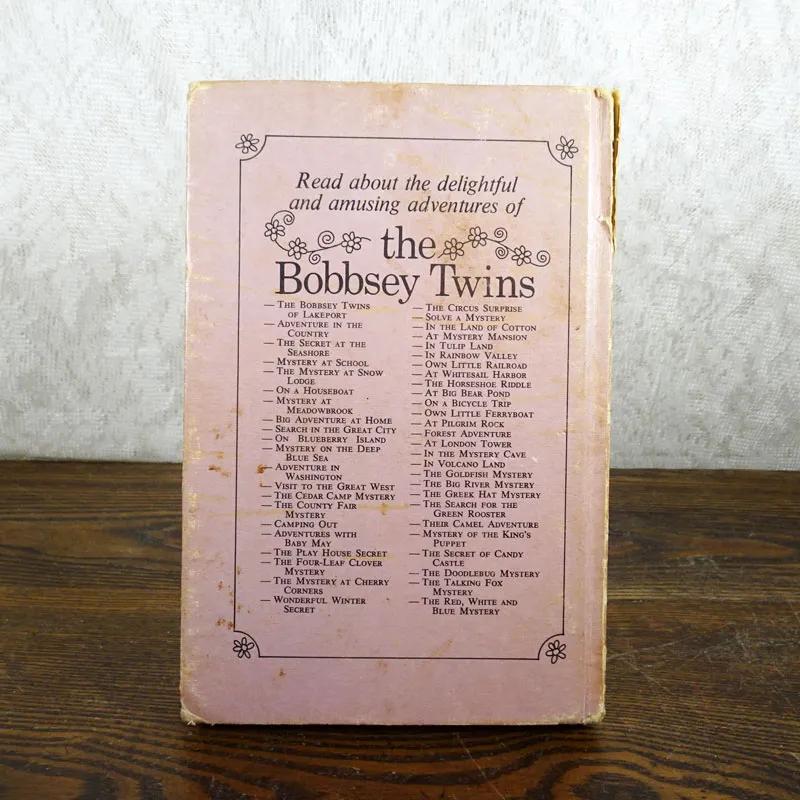 Read about the delightful
and amusing adventures of
the
Bobbsey Twins
— The Bobbsey Twins
of Lakeport
— Adventure in the
Country
— The Secret at the
Seashore
— Mystery at School
— The Mystery at Snow
Lodge
— On a Houseboat
— Mystery at
Meadowbrook
— Big Adventure at Home
— Search in the Great City
— On Blueberry Island
— Mystery on the Deep
Blue Sea
— Adventure in
Washington
— Visit to the Great West
— The Cedar Camp Mystery
— The County Fair
Mystery
— Camping Out
— Adventures with
Baby May
— The Play House Secret
— The Four-Leaf Clover
Mystery
— The Mystery at Cherry
Corners
— Wonderful Winter
Secret
— The Circus Surprise
— Solve a Mystery
— In the Land of Cotton
— At Mystery Mansion
— In Tulip Land
— In Rainbow Valley
— Own Little Railroad
— At Whitesail Harbor
— The Horseshoe Riddle
— At Big Bear Pond
— On a Bicycle Trip
— Own Little Ferryboat
— At Pilgrim Rock
— Forest Adventure
— At London Tower
— In the Mystery Cave
— In Volcano Land
— The Goldfish Mystery
— The Big River Mystery
— The Greek Hat Mystery
— The Search for the
Green Rooster
— Their Camel Adventure
— Mystery of the King's
Puppet
— The Secret of Candy
Castle
— The Doodlebug Mystery
— The Talking Fox
Mystery
— The Red, White and
Blue Mystery